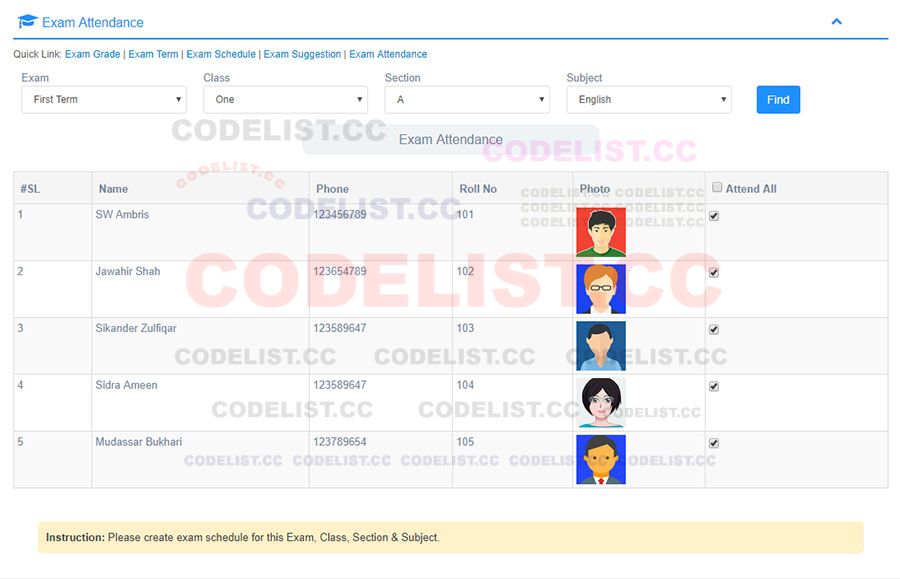 Exam Attendance
Quick Link: Exam Grade | Exam Term | Exam Schedule | Exam Suggestion | Exam Attendance
Exam Class Section Subject
First Term One A English Find
CODELIST.CC
Exam Attendance
CODELIST.CC
CODELIST.CC
#SL Name Phone Roll No Photo Attend All
CODELIST.CC CODELIST.CC
CODELIST.CC CODELIST.CC
CODELIST.CC CODELIST.CC
CODELIST.CC
1 SW Ambris 123456789 101
2 Jawahir Shah 123654789 102
CODELIST.CC
3 Sikander Zulfiqar 123589647 103
CODELIST.CC CODELIST.CC CODELIST.CC
4 Sidra Ameen 123589647 104
CODELIST.CC CODELIST.CC CODELIST.CC
5 Mudassar Bukhari 123789654 105
CODELIST.CC CODELIST.CC CODELIST.CC CODELIST.CC CODELIST.CC
Instruction: Please create exam schedule for this Exam, Class, Section & Subject.